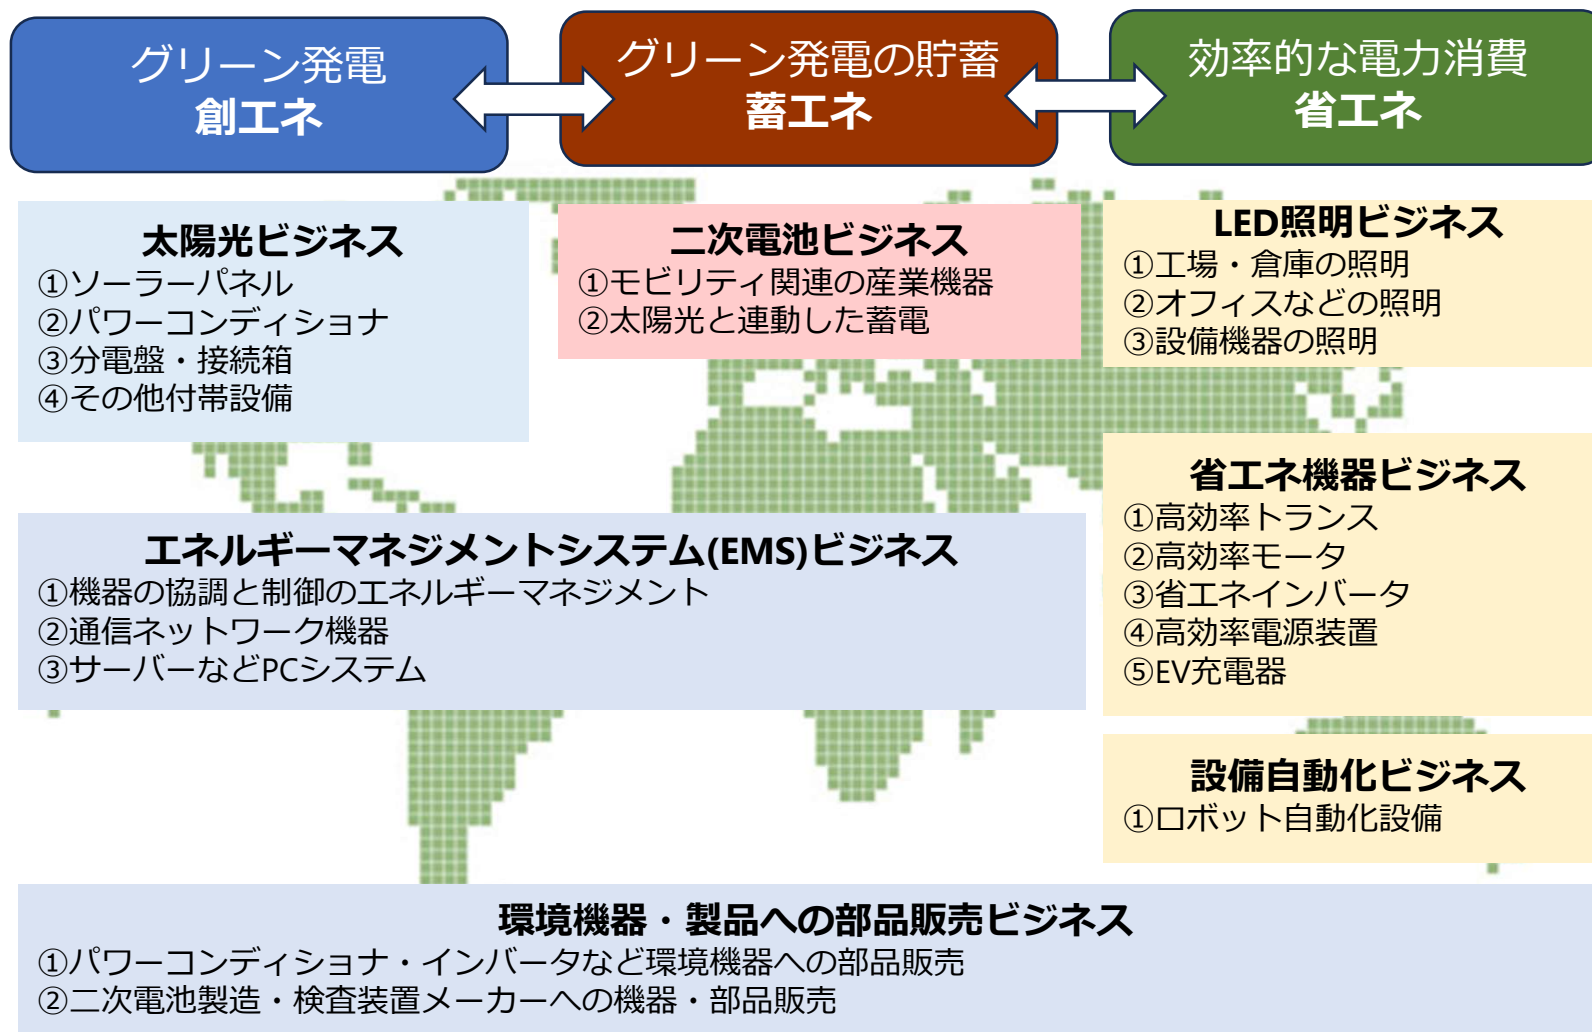 グリーン発電
創エネ
グリーン発電の貯蓄
蓄エネ
効率的な電力消費
省エネ
太陽光ビジネス
①ソーラーパネル
②パワーコンディショナ
③分電盤・接続箱
④その他付帯設備
二次電池ビジネス
①モビリティ関連の産業機器
②太陽光と連動した蓄電
LED照明ビジネス
①工場・倉庫の照明
②オフィスなどの照明
③設備機器の照明
エネルギーマネジメントシステム(EMS)ビジネス
①機器の協調と制御のエネルギーマネジメント
②通信ネットワーク機器
③サーバーなどPCシステム
省エネ機器ビジネス
①高効率トランス
②高効率モータ
③省エネインバータ
④高効率電源装置
⑤EV充電器
設備自動化ビジネス
①ロボット自動化設備
環境機器・製品への部品販売ビジネス
①パワーコンディショナ・インバータなど環境機器への部品販売
②二次電池製造・検査装置メーカーへの機器・部品販売